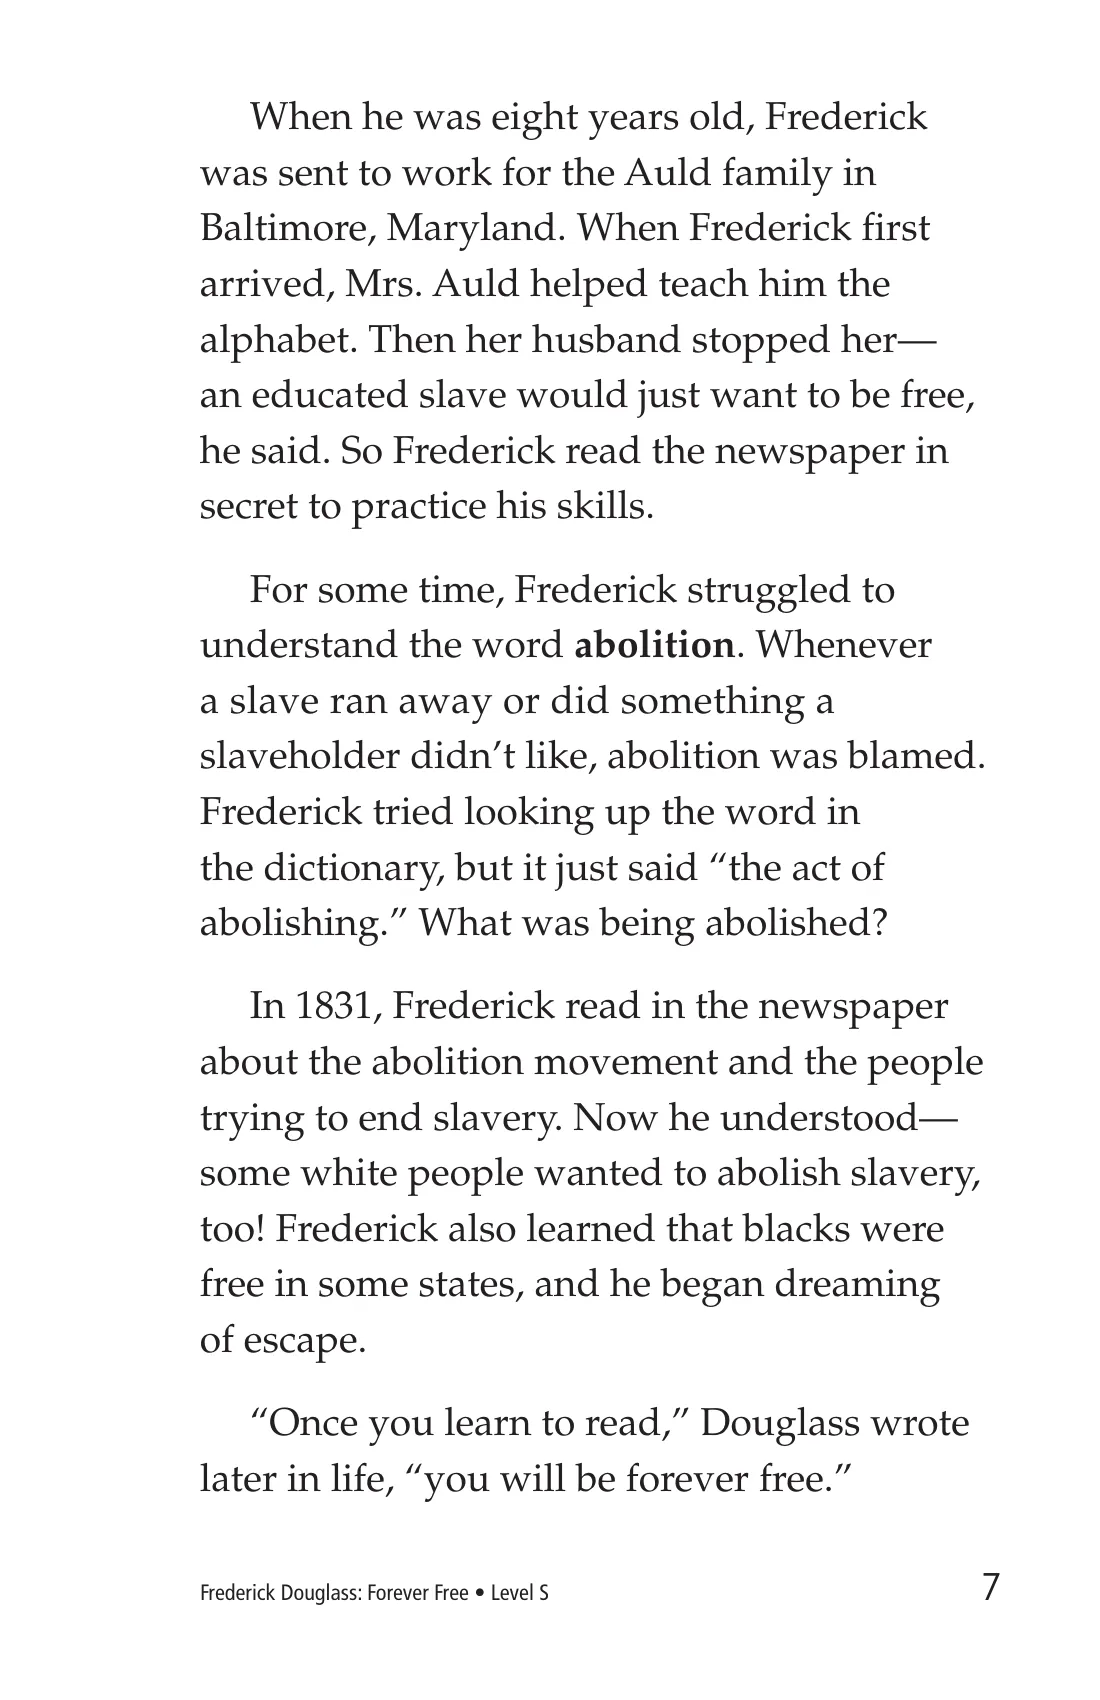 When he was eight years old, Frederick
was sent to work for the Auld family in
Baltimore, Maryland. When Frederick first
arrived, Mrs. Auld helped teach him the
alphabet. Then her husband stopped her—
an educated slave would just want to be free,
he said. So Frederick read the newspaper in
secret to practice his skills.
For some time, Frederick struggled to
understand the word abolition. Whenever
a slave ran away or did something a
slaveholder didn’t like, abolition was blamed.
Frederick tried looking up the word in
the dictionary, but it just said “the act of
abolishing.” What was being abolished?
In 1831, Frederick read in the newspaper
about the abolition movement and the people
trying to end slavery. Now he understood—
some white people wanted to abolish slavery,
too! Frederick also learned that blacks were
free in some states, and he began dreaming
of escape.
“Once you learn to read,” Douglass wrote
later in life, “you will be forever free.”
Frederick Douglass: Forever Free • Level S 7